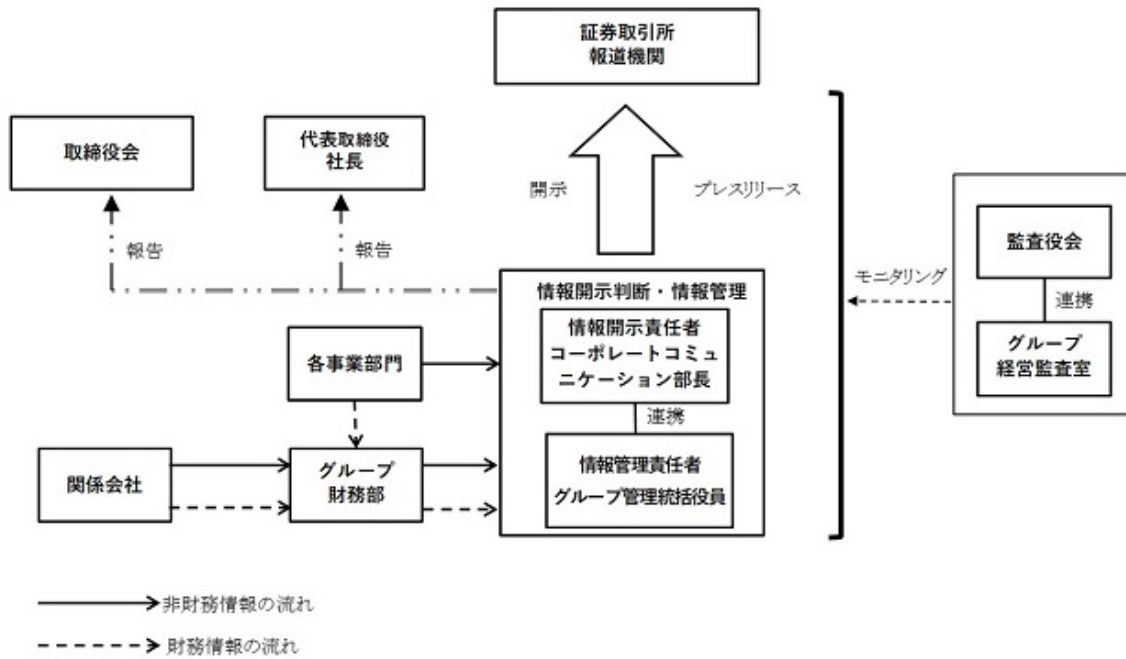 証券取引所
報道機関
取締役会
代表取締役
社長
開示
プレスリリース
報告
報告
監査役会
モニタリング
連携
グループ
経営監査室
情報開示判断・情報管理
情報開示責任者
コーポレートコミュ
ニケーション部長
各事業部門
連携
関係会社
グループ
財務部
情報管理責任者
グループ管理統括役員
非財務情報の流れ
財務情報の流れ